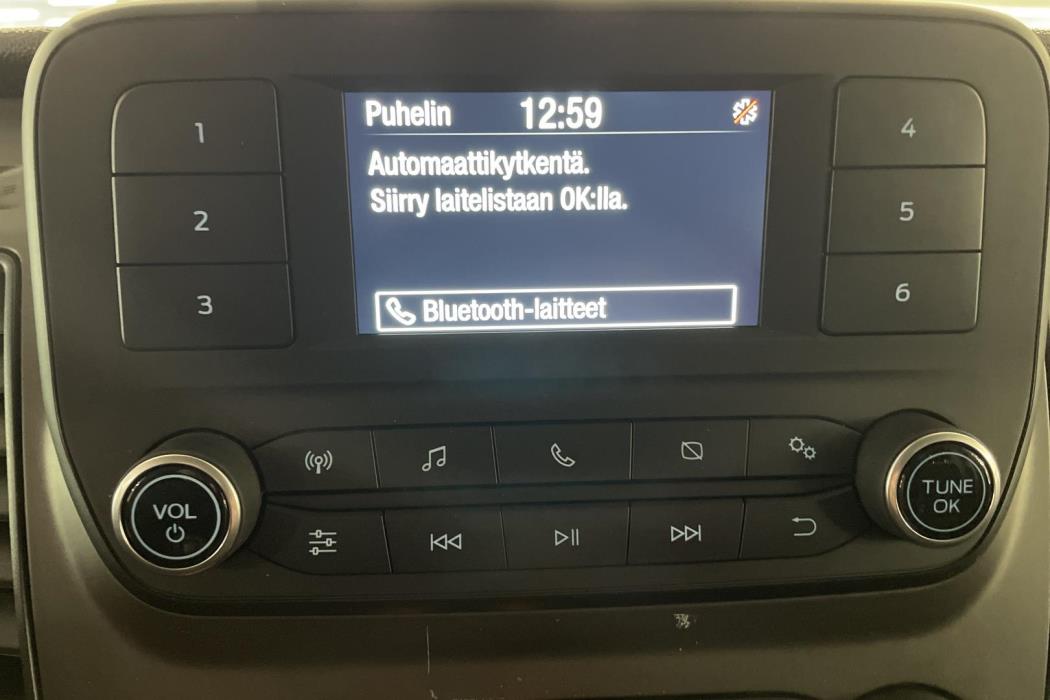 Puhelin 12:59
Automaattikytkentä.
Siirry laitelistaan OK:lla.
Bluetooth-laitteet
1
2
3
4
5
6
VOL
TUNE
OK